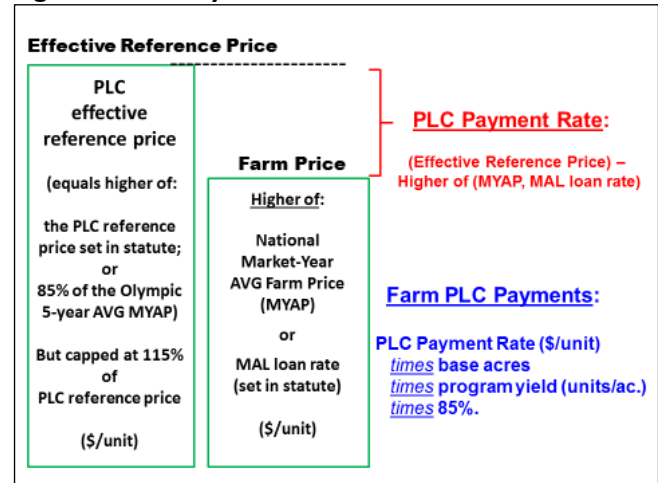 Effective Reference Price
PLC
effective
reference price
(equals higher of:
the PLC reference
price set in statute;
or
85% of the Olympic
5-year AVG MYAP)
But capped at 115%
of
PLC reference price
($/unit)
Farm Price
Higher of:
National
Market-Year
AVG Farm Price
(MYAP)
or
MAL loan rate
(set in statute)
($/unit)
PLC Payment Rate:
(Effective Reference Price) –
Higher of (MYAP, MAL loan rate)
Farm PLC Payments:
PLC Payment Rate ($/unit)
times base acres
times program yield (units/ac.)
times 85%.